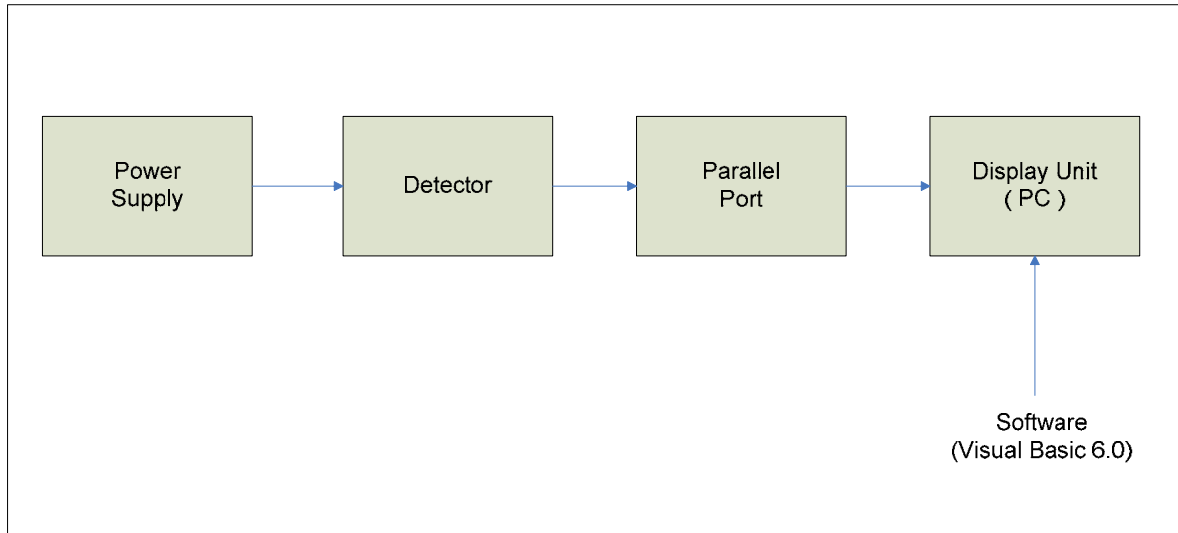 Power
Supply
Detector
Parallel
Port
Display Unit
( PC )
Software
(Visual Basic 6.0)